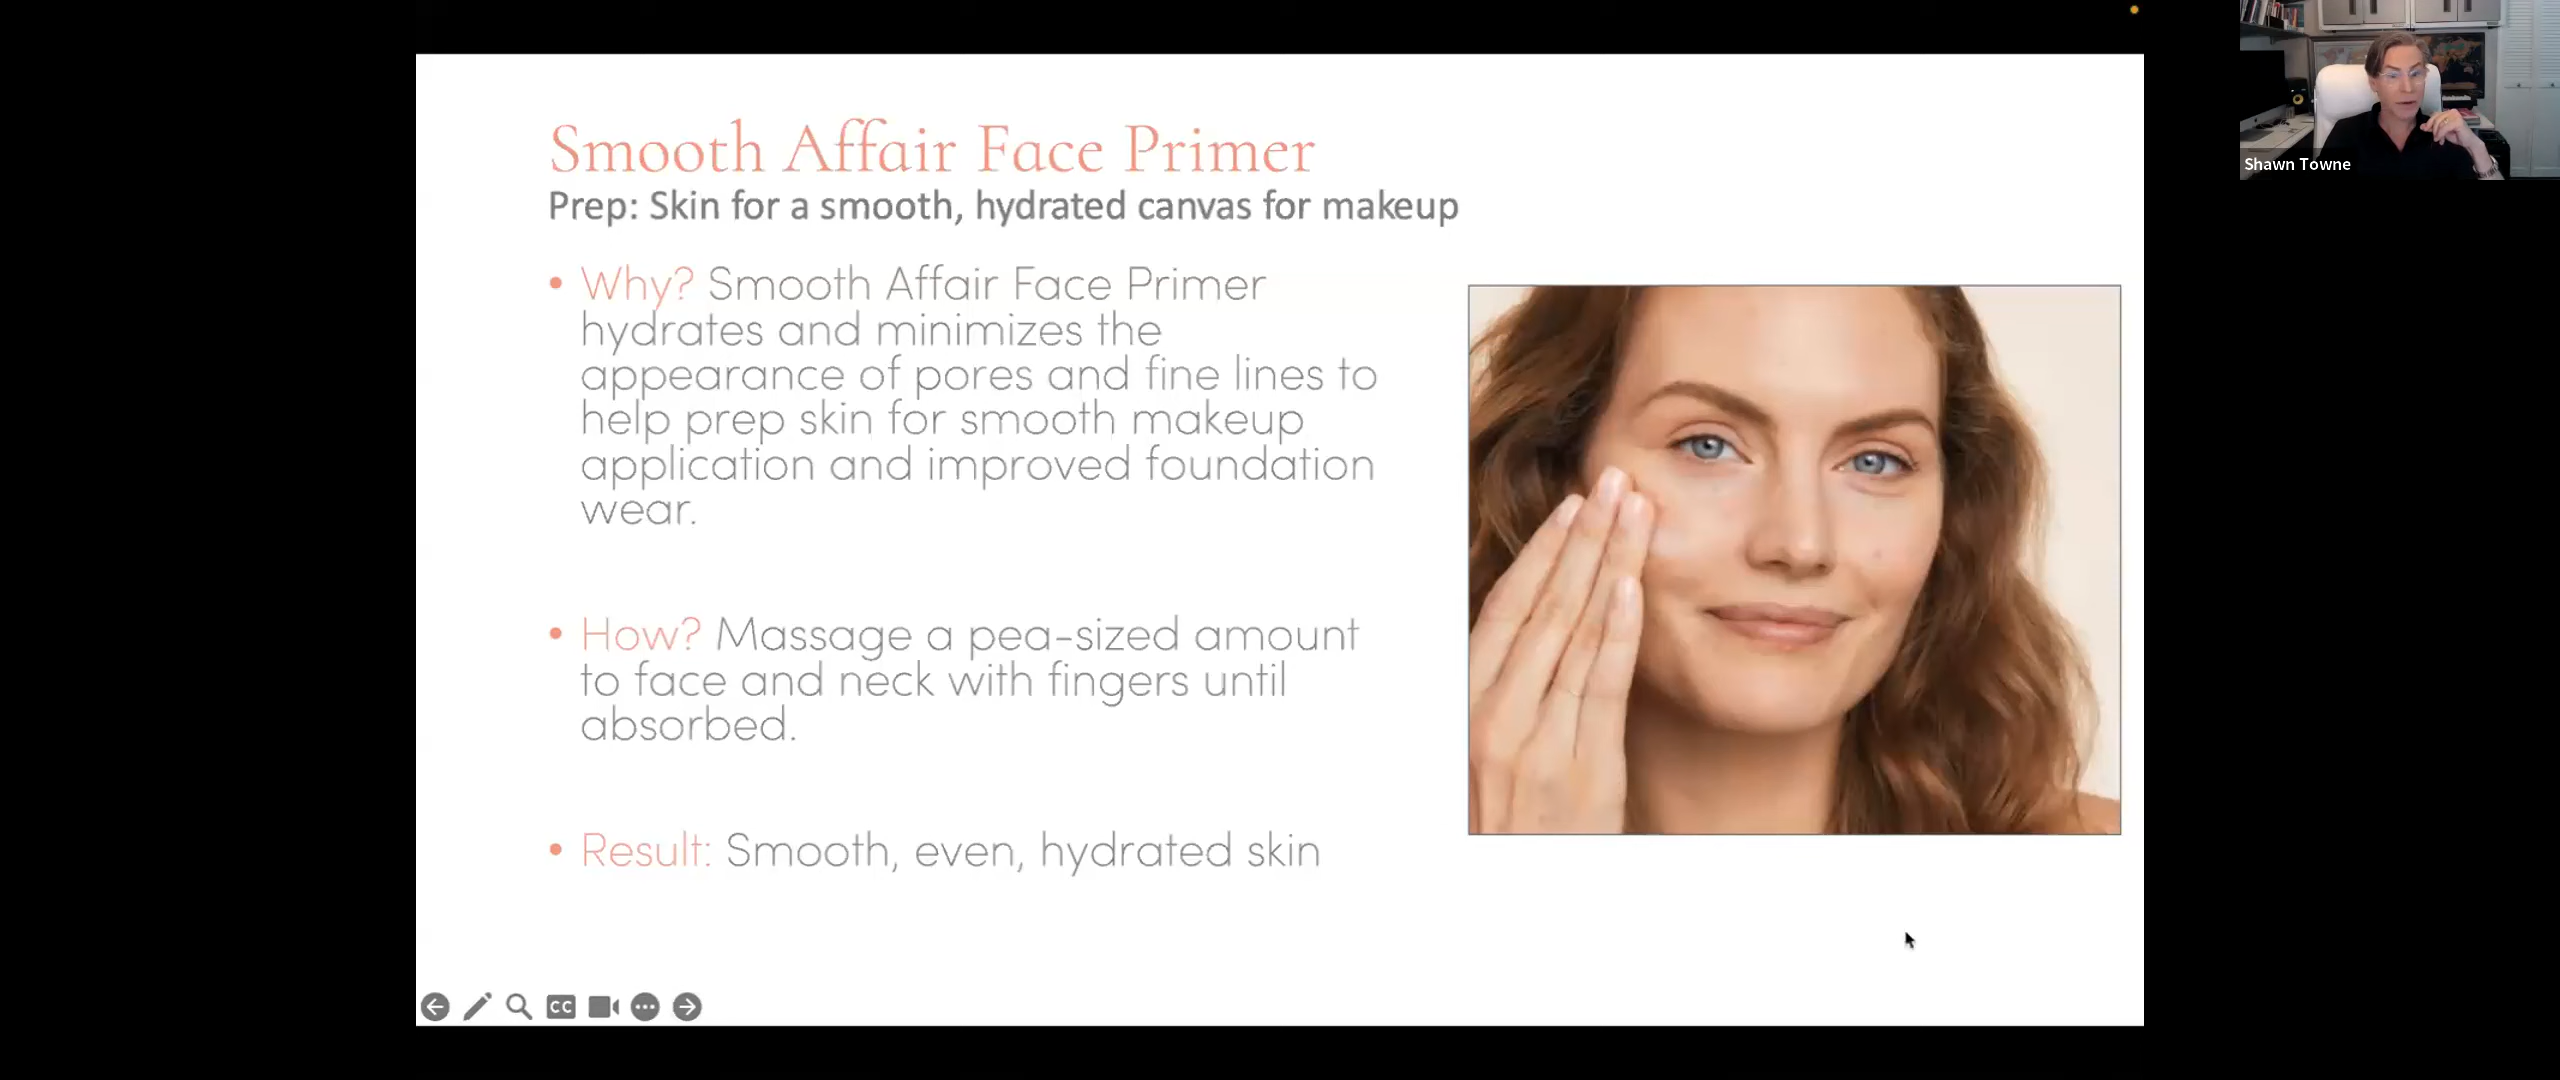 Smooth Affair Face Primer
Prep: Skin for a smooth, hydrated canvas for makeup
• Why? Smooth Affair Face Primer
hydrates and minimizes the
appearance of pores and fine lines to
help prep skin for smooth makeup
application and improved foundation
wear.
• How? Massage a pea-sized amount
to face and neck with fingers until
absorbed.
• Result: Smooth, even, hydrated skin
CC
Shawn Towne